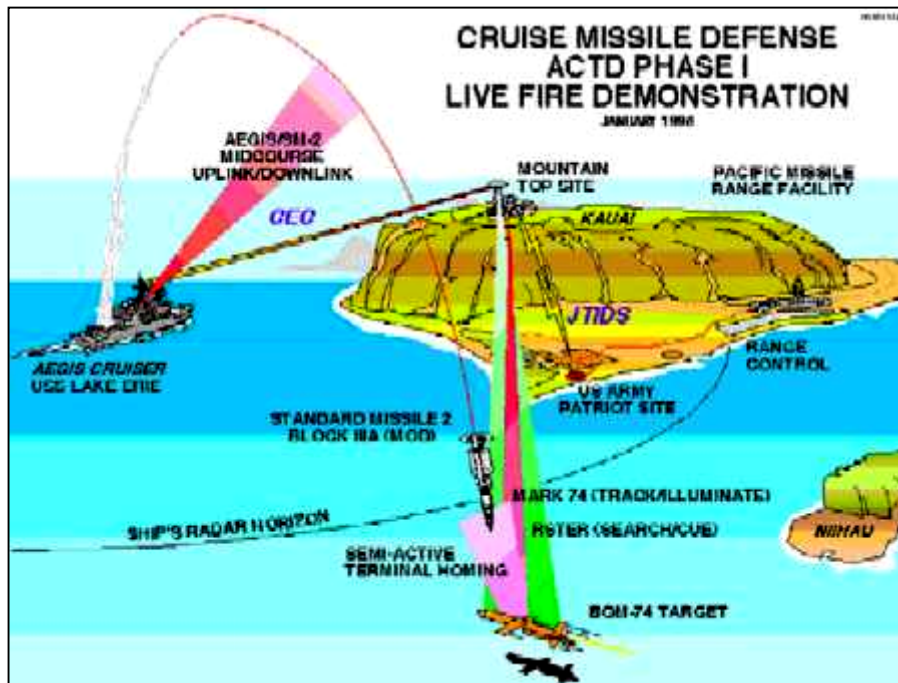 CRUISE MISSILE DEFENSE
ACTD PHASE I
LIVE FIRE DEMONSTRATION
JANUARY 1996
AEGIS/SM-2
MIDCOURSE
UPLINK/DOWNLINK
CEC
MOUNTAIN
TOP SITE
PACIFIC MISSILE
RANGE FACILITY
KAUAI
JTIDS
AEGIS CRUISER
USS LAKE ERIE
RANGE
CONTROL
US ARMY
PATRIOT SITE
STANDARD MISSILE 2
BLOCK IIIA (MOD)
MARK 74 (TRACK/ILLUMINATE)
SHIP'S RADAR HORIZON
RSTER (SEARCH/CUE)
NIIHAU
SEMI-ACTIVE
TERMINAL HOMING
BQM-74 TARGET